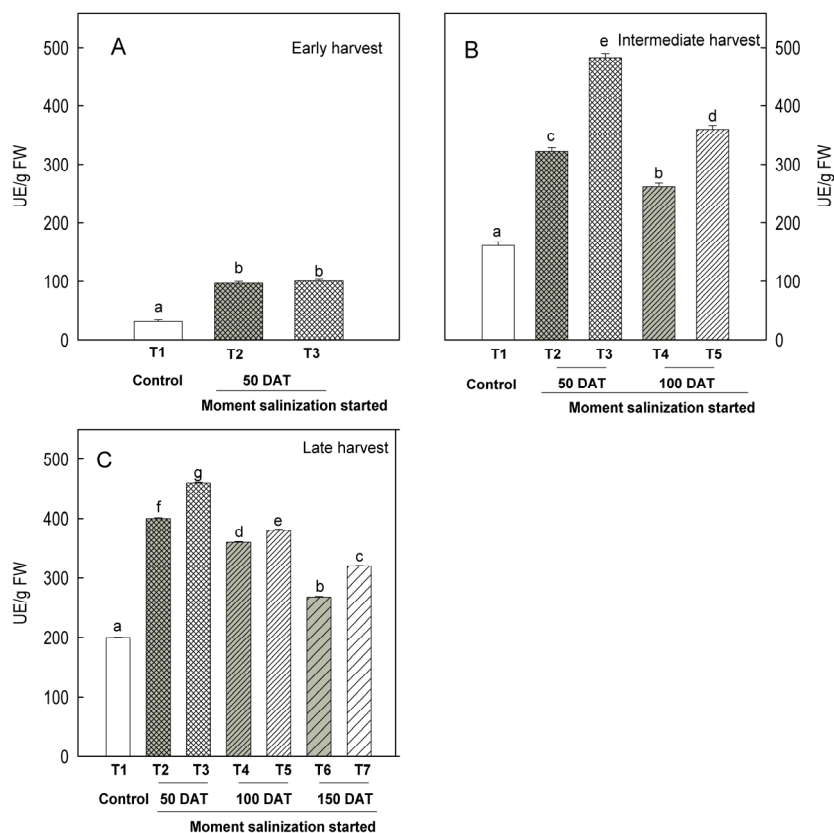 A
Early harvest
500
400
300
200
100
0
UE/g FW
a
b
b
T1
T2
T3
Control
50 DAT
Moment salinization started
B
Intermediate harvest
500
400
300
200
100
0
UE/g FW
a
c
e
b
d
T1
T2
T3
T4
T5
Control
50 DAT
100 DAT
Moment salinization started
C
Late harvest
500
400
300
200
100
0
UE/g FW
a
f
g
d
e
b
c
T1
T2
T3
T4
T5
T6
T7
Control
50 DAT
100 DAT
150 DAT
Moment salinization started